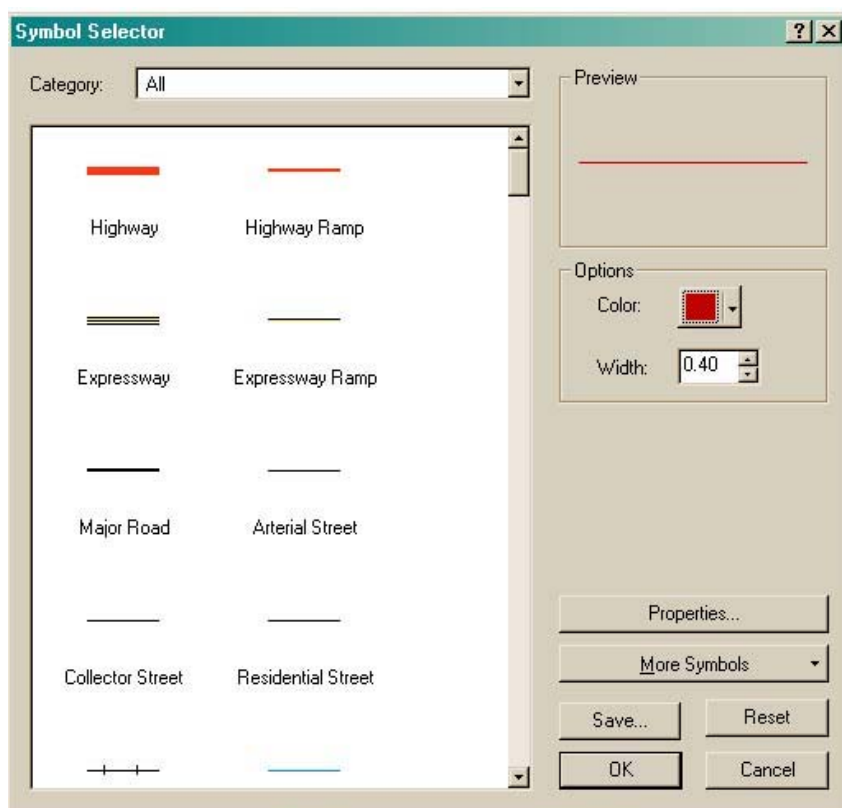 Symbol Selector
Category: All
Highway Highway Ramp
Expressway Expressway Ramp
Major Road Arterial Street
Collector Street Residential Street
Preview
Options
Color:
Width: 0.40
Properties...
More Symbols
Save... Reset
OK Cancel